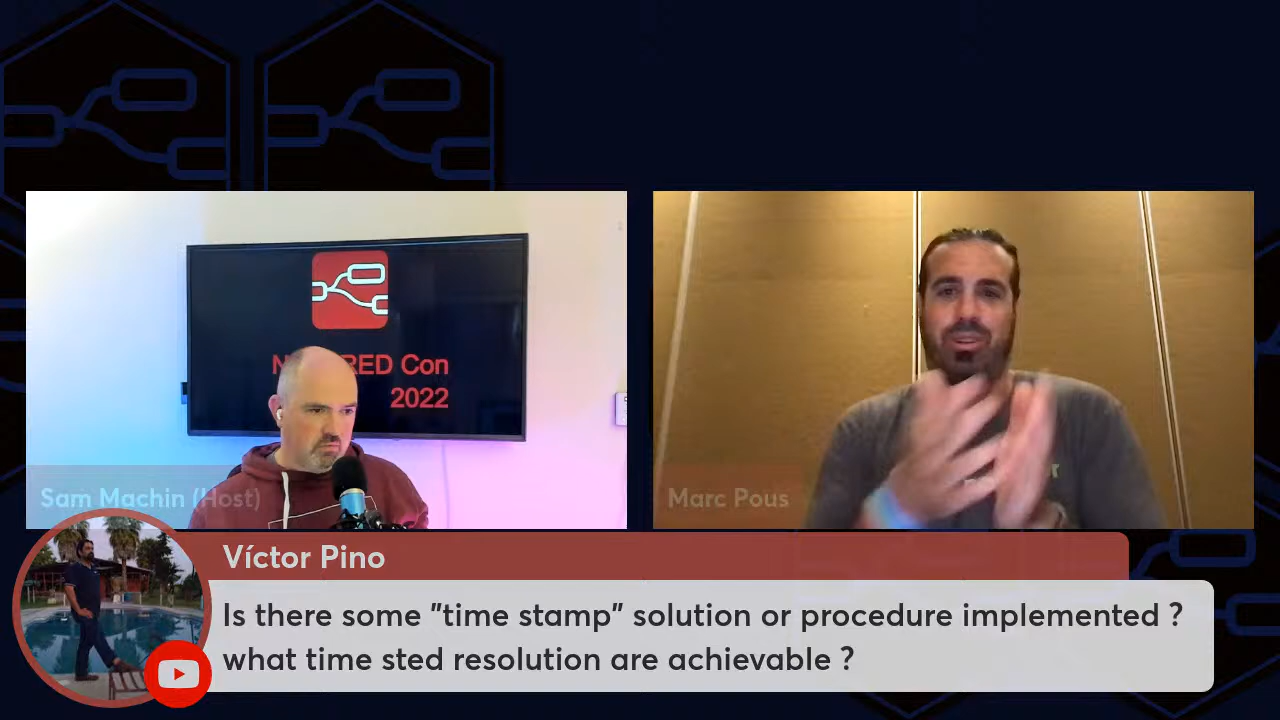 RED Con
2022
Sam Machin (Host)
Marc Pous
Víctor Pino
Is there some "time stamp" solution or procedure implemented ?
what time sted resolution are achievable ?